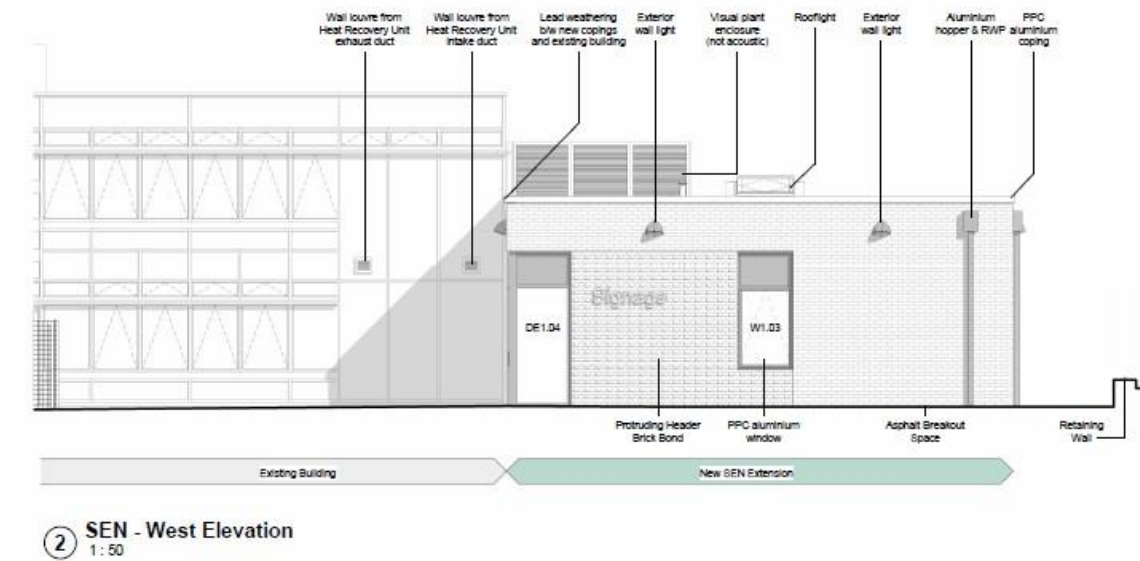 Wall louvre from
Heat Recovery Unit
exhaust duct
Wall louvre from
Heat Recovery Unit
intake duct
Lead weathering
b/w new copings
and existing building
Exterior
wall light
Visual plant
enclosure
(not acoustic)
Rooflight
Exterior
wall light
Aluminium
hopper & RWP
PPC
aluminium
coping
DE1.04
Signage
W1.03
Protruding Header
Brick Bond
PPC aluminium
window
Asphalt Breakout
Space
Retaining
Wall
Existing Building
New SEN Extension
2
SEN - West Elevation
1 : 50